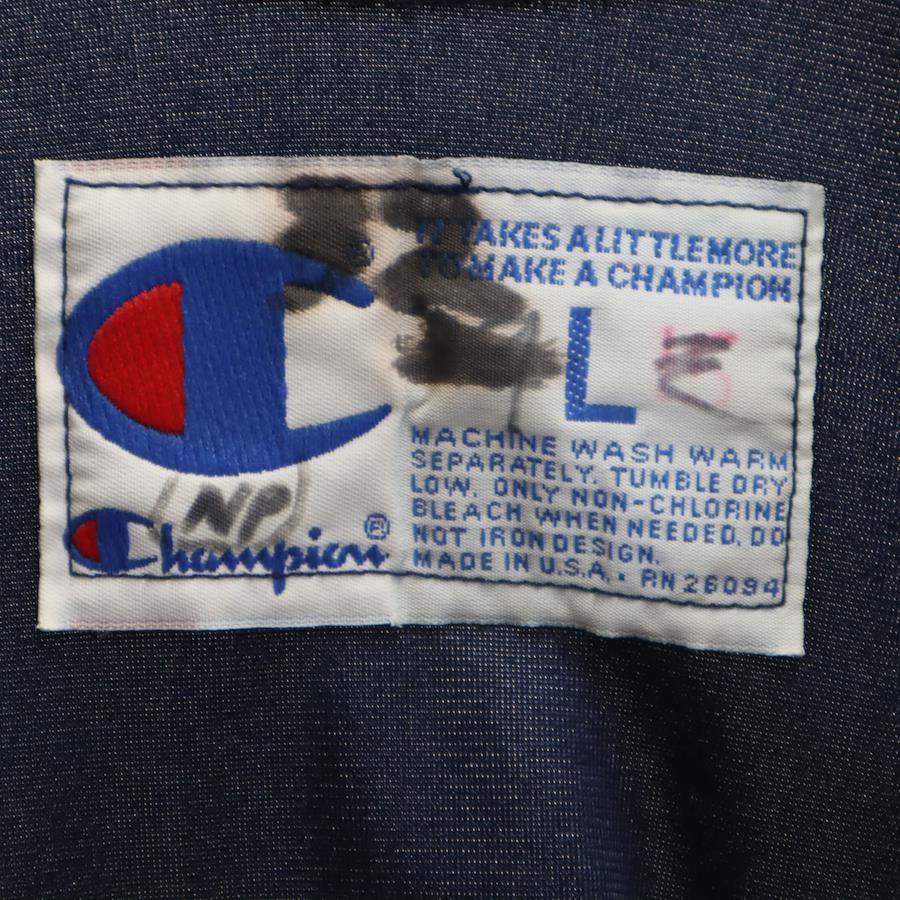 NP
Champion
IT TAKES A LITTLE MORE
TO MAKE A CHAMPION
L
MACHINE WASH WARM
SEPARATELY. TUMBLE DRY
LOW. ONLY NON-CHLORINE
BLEACH WHEN NEEDED. DO
NOT IRON DESIGN.
MADE IN U.S.A. • RN 26094